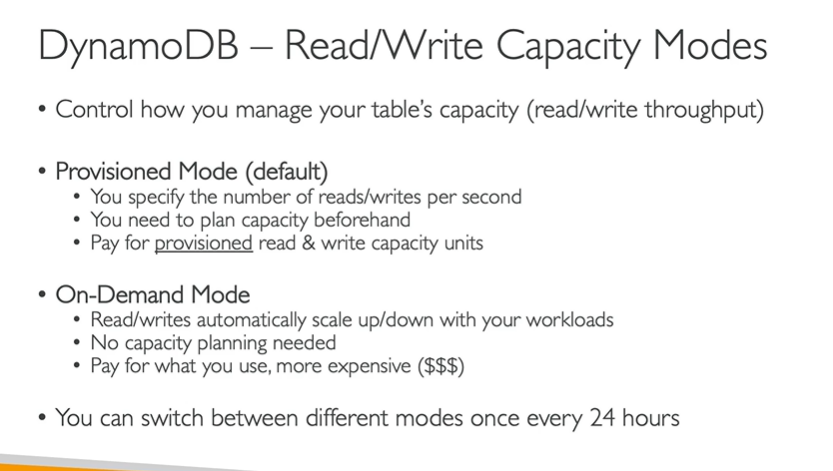 DynamoDB – Read/Write Capacity Modes
• Control how you manage your table's capacity (read/write throughput)
• Provisioned Mode (default)
• You specify the number of reads/writes per second
• You need to plan capacity beforehand
• Pay for provisioned read & write capacity units
• On-Demand Mode
• Read/writes automatically scale up/down with your workloads
• No capacity planning needed
• Pay for what you use, more expensive ($$$)
• You can switch between different modes once every 24 hours